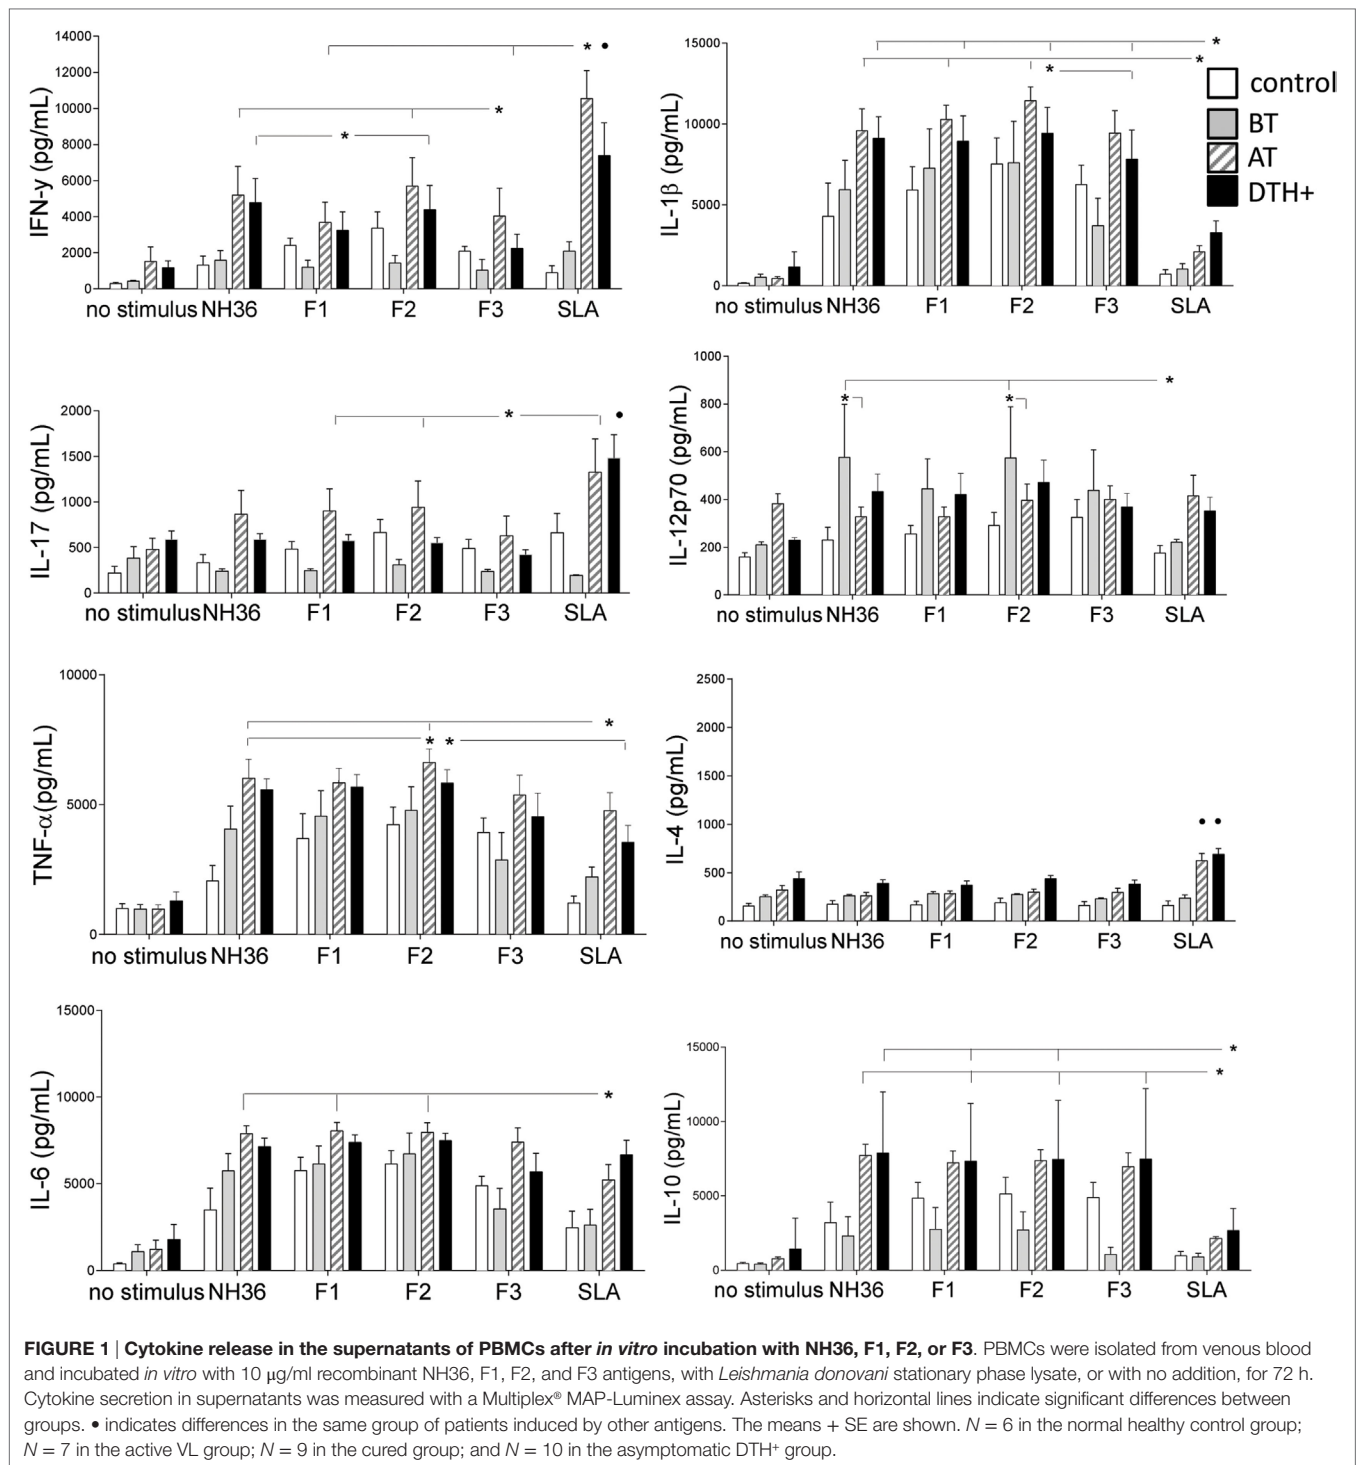 14000
12000
10000
8000
6000
4000
2000
0
IFN-y (pg/mL)
* •
*
*
no stimulus NH36 F1 F2 F3 SLA
15000
10000
5000
0
IL-1β (pg/mL)
*
*
*
no stimulus NH36 F1 F2 F3 SLA
control
BT
AT
DTH+
2000
1500
1000
500
0
IL-17 (pg/mL)
* •
no stimulus NH36 F1 F2 F3 SLA
1000
800
600
400
200
0
IL-12p70 (pg/mL)
*
* *
no stimulus NH36 F1 F2 F3 SLA
10000
5000
0
TNF-α(pg/mL)
*
* *
no stimulus NH36 F1 F2 F3 SLA
2500
2000
1500
1000
500
0
IL-4 (pg/mL)
• •
no stimulus NH36 F1 F2 F3 SLA
15000
10000
5000
0
IL-6 (pg/mL)
*
no stimulus NH36 F1 F2 F3 SLA
15000
10000
5000
0
IL-10 (pg/mL)
*
*
no stimulus NH36 F1 F2 F3 SLA
FIGURE 1 | Cytokine release in the supernatants of PBMCs after in vitro incubation with NH36, F1, F2, or F3. PBMCs were isolated from venous blood
and incubated in vitro with 10 μg/ml recombinant NH36, F1, F2, and F3 antigens, with Leishmania donovani stationary phase lysate, or with no addition, for 72 h.
Cytokine secretion in supernatants was measured with a Multiplex® MAP-Luminex assay. Asterisks and horizontal lines indicate significant differences between
groups. • indicates differences in the same group of patients induced by other antigens. The means + SE are shown. N = 6 in the normal healthy control group;
N = 7 in the active VL group; N = 9 in the cured group; and N = 10 in the asymptomatic DTH⁺ group.